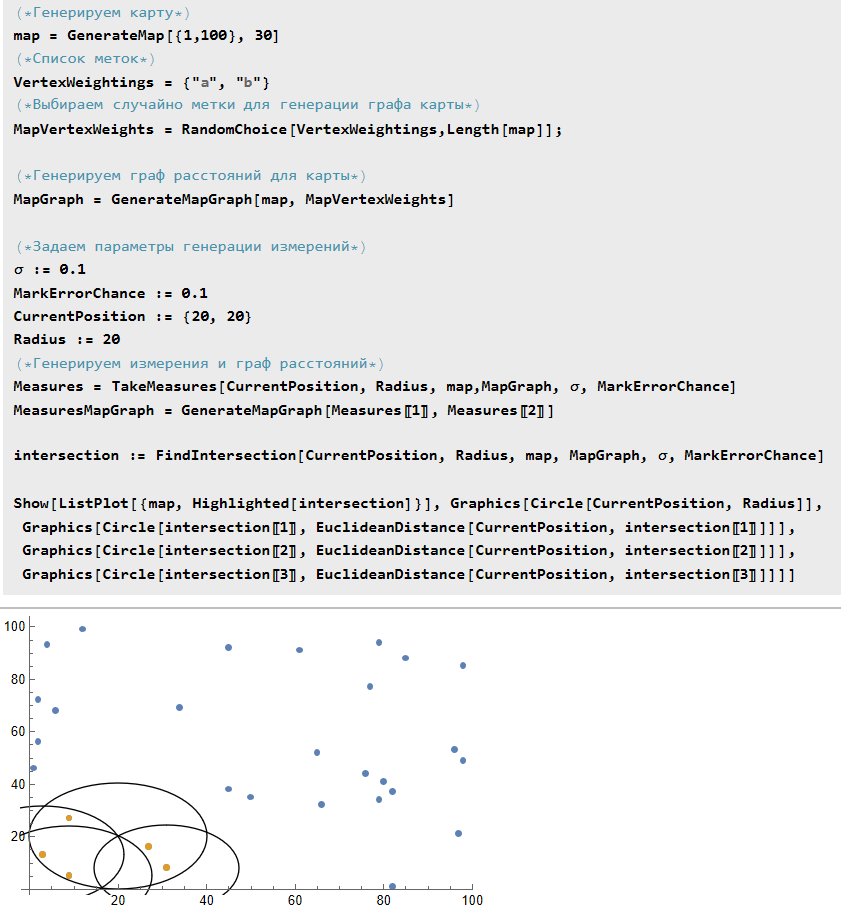 (*Генерируем карту*)
map = GenerateMap[{1,100}, 30]
(*Список меток*)
VertexWeightings = {"a", "b"}
(*Выбираем случайно метки для генерации графа карты*)
MapVertexWeights = RandomChoice[VertexWeightings,Length[map]];
(*Генерируем граф расстояний для карты*)
MapGraph = GenerateMapGraph[map, MapVertexWeights]
(*Задаем параметры генерации измерений*)
σ := 0.1
MarkErrorChance := 0.1
CurrentPosition := {20, 20}
Radius := 20
(*Генерируем измерения и граф расстояний*)
Measures = TakeMeasures[CurrentPosition, Radius, map,MapGraph, σ, MarkErrorChance]
MeasuresMapGraph = GenerateMapGraph[Measures〚1〛, Measures〚2〛]
intersection := FindIntersection[CurrentPosition, Radius, map, MapGraph, σ, MarkErrorChance]
Show[ListPlot[{map, Highlighted[intersection]}], Graphics[Circle[CurrentPosition, Radius]],
Graphics[Circle[intersection〚1〛, EuclideanDistance[CurrentPosition, intersection〚1〛]]],
Graphics[Circle[intersection〚2〛, EuclideanDistance[CurrentPosition, intersection〚2〛]]],
Graphics[Circle[intersection〚3〛, EuclideanDistance[CurrentPosition, intersection〚3〛]]]]
100
80
60
40
20
20 40 60 80 100